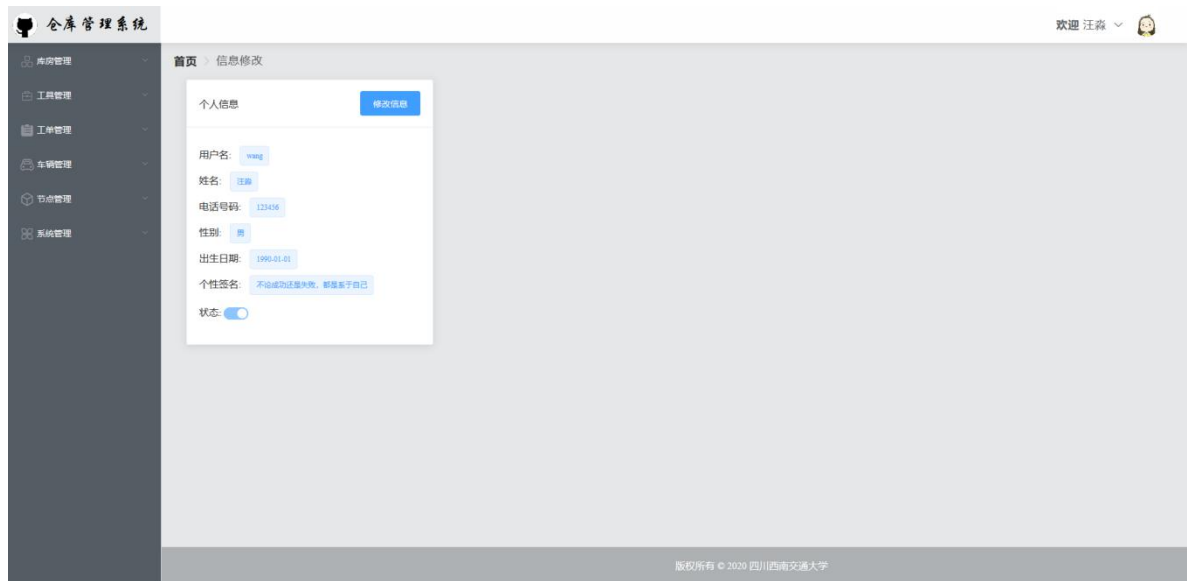 仓库管理系统
欢迎 汪淼
库房管理
工具管理
工单管理
车辆管理
节点管理
系统管理
首页 > 信息修改
个人信息
修改信息
用户名: wang
姓名: 汪淼
电话号码: 123456
性别: 男
出生日期: 1990-01-01
个性签名: 不论成功还是失败，都是系于自己
状态:
版权所有 © 2020 四川西南交通大学